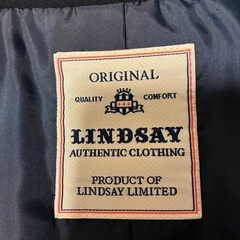 ORIGINAL
QUALITY COMFORT
LINDSAY
AUTHENTIC CLOTHING
PRODUCT OF
LINDSAY LIMITED